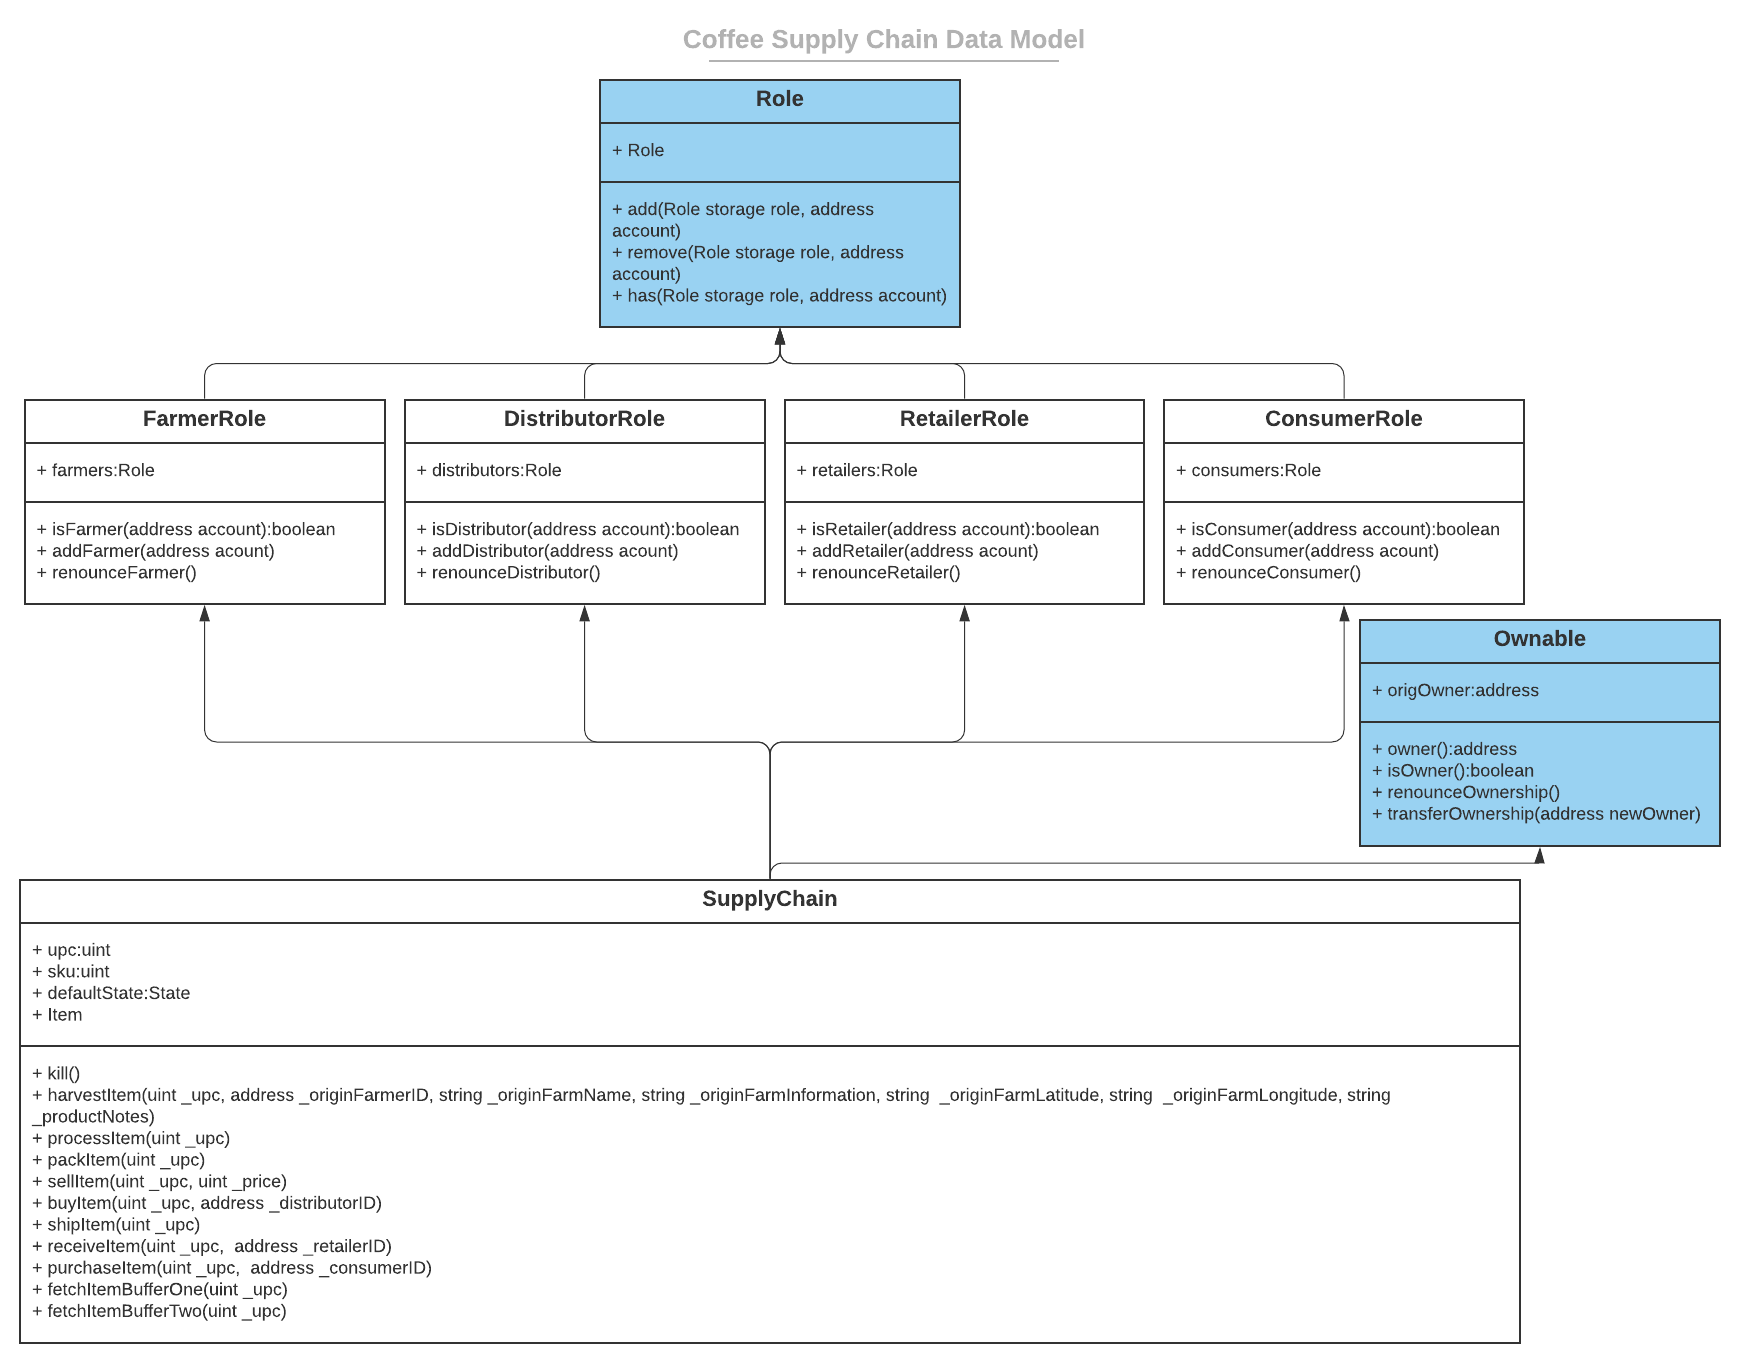 Coffee Supply Chain Data Model
Role
+ Role
+ add(Role storage role, address
account)
+ remove(Role storage role, address
account)
+ has(Role storage role, address account)
FarmerRole
+ farmers:Role
+ isFarmer(address account):boolean
+ addFarmer(address acount)
+ renounceFarmer()
DistributorRole
+ distributors:Role
+ isDistributor(address account):boolean
+ addDistributor(address acount)
+ renounceDistributor()
RetailerRole
+ retailers:Role
+ isRetailer(address account):boolean
+ addRetailer(address acount)
+ renounceRetailer()
ConsumerRole
+ consumers:Role
+ isConsumer(address account):boolean
+ addConsumer(address acount)
+ renounceConsumer()
Ownable
+ origOwner:address
+ owner():address
+ isOwner():boolean
+ renounceOwnership()
+ transferOwnership(address newOwner)
SupplyChain
+ upc:uint
+ sku:uint
+ defaultState:State
+ Item
+ kill()
+ harvestItem(uint _upc, address _originFarmerID, string _originFarmName, string _originFarmInformation, string  _originFarmLatitude, string  _originFarmLongitude, string
_productNotes)
+ processItem(uint _upc)
+ packItem(uint _upc)
+ sellItem(uint _upc, uint _price)
+ buyItem(uint _upc, address _distributorID)
+ shipItem(uint _upc)
+ receiveItem(uint _upc,  address _retailerID)
+ purchaseItem(uint _upc,  address _consumerID)
+ fetchItemBufferOne(uint _upc)
+ fetchItemBufferTwo(uint _upc)